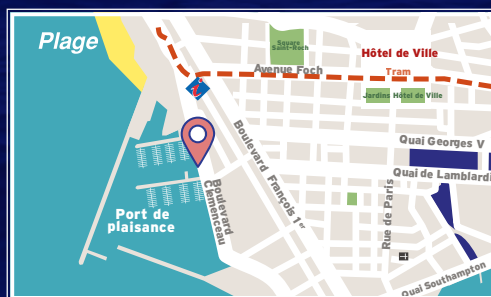 Plage
Square
Saint-Roch
Hôtel de Ville
Avenue Foch
Tram
Jardins Hôtel de Ville
Boulevard François 1er
Quai Georges V
Quai de Lamblardi
Boulevard
Clemenceau
Rue de Paris
Port de
plaisance
Quai Southampton